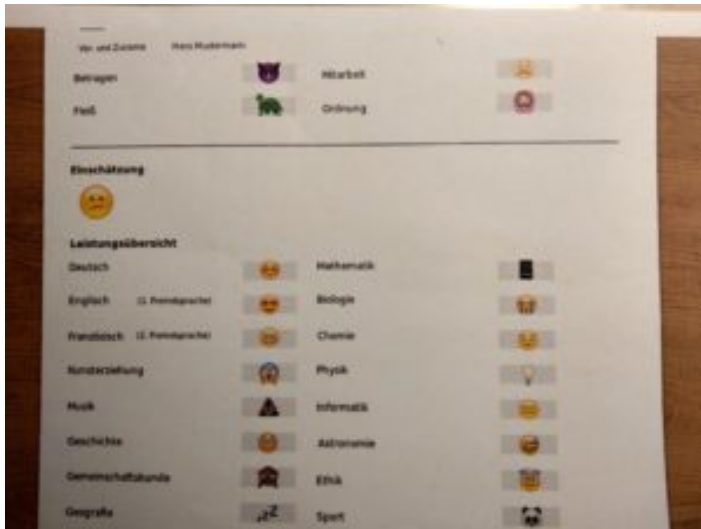 Vor- und Zuname Hans Mustermann
Betragen Mitarbeit
Fleiß Ordnung
Einschätzung
Leistungsübersicht
Deutsch Mathematik
Englisch (1. Fremdsprache) Biologie
Französisch (2. Fremdsprache) Chemie
Kunsterziehung Physik
Musik Informatik
Geschichte Astronomie
Gemeinschaftskunde Ethik
Geografie Sport